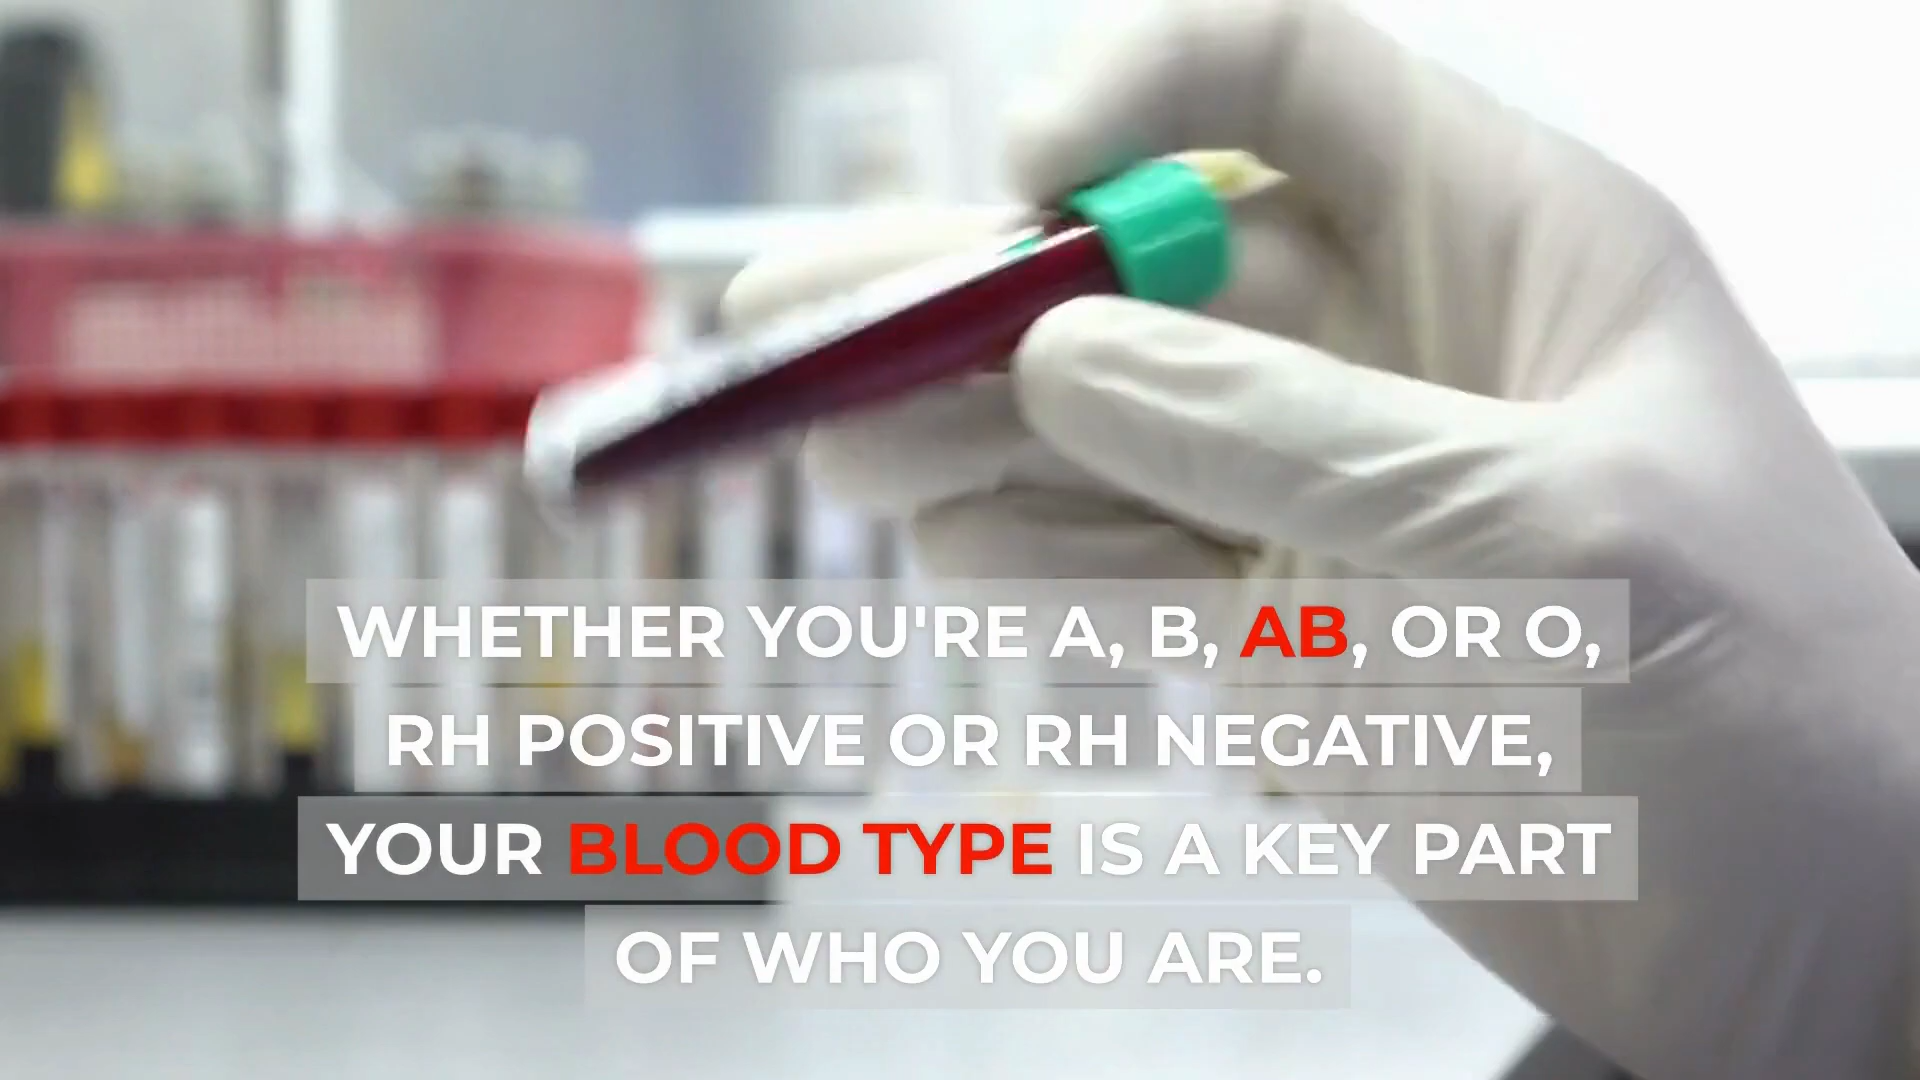 WHETHER YOU'RE A, B, AB, OR O,
RH POSITIVE OR RH NEGATIVE,
YOUR BLOOD TYPE IS A KEY PART
OF WHO YOU ARE.